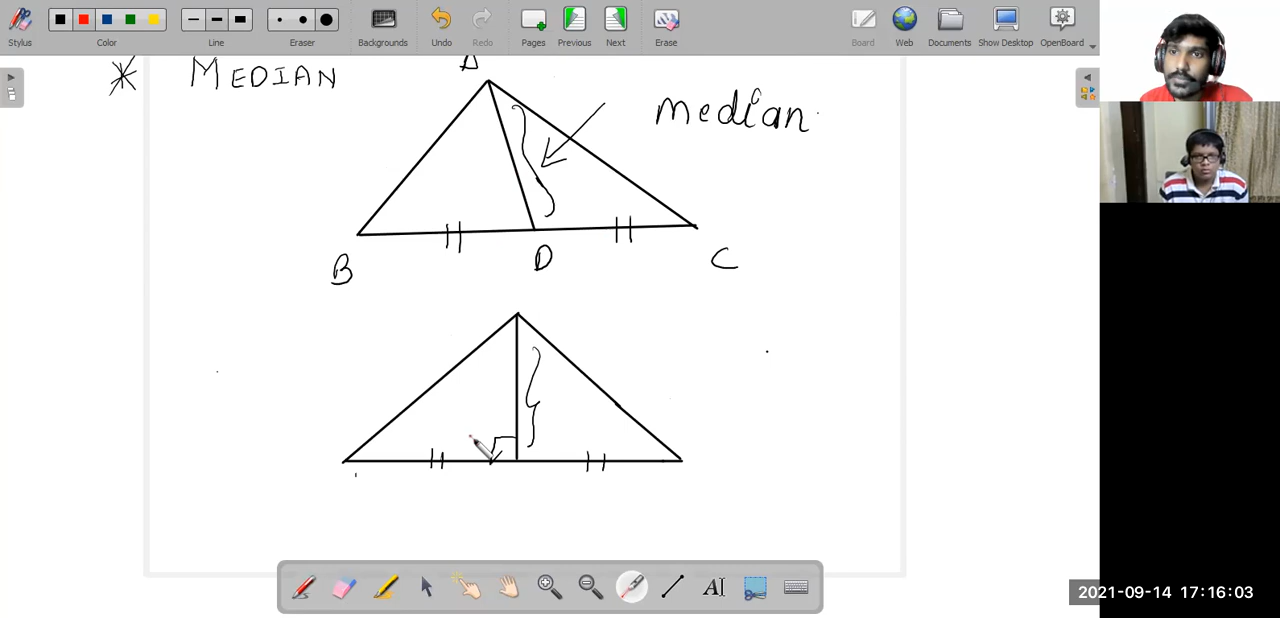 Stylus Color Line Eraser Backgrounds Undo Redo Pages Previous Next Erase Board Web Documents Show Desktop OpenBoard
* MEDIAN
A
median
B
D
C
2021-09-14 17:16:03